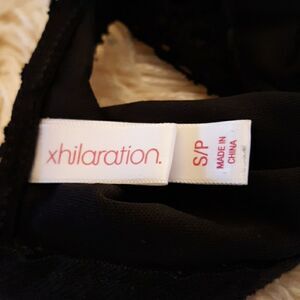 xhilaration.
S/P
MADE IN
CHINA